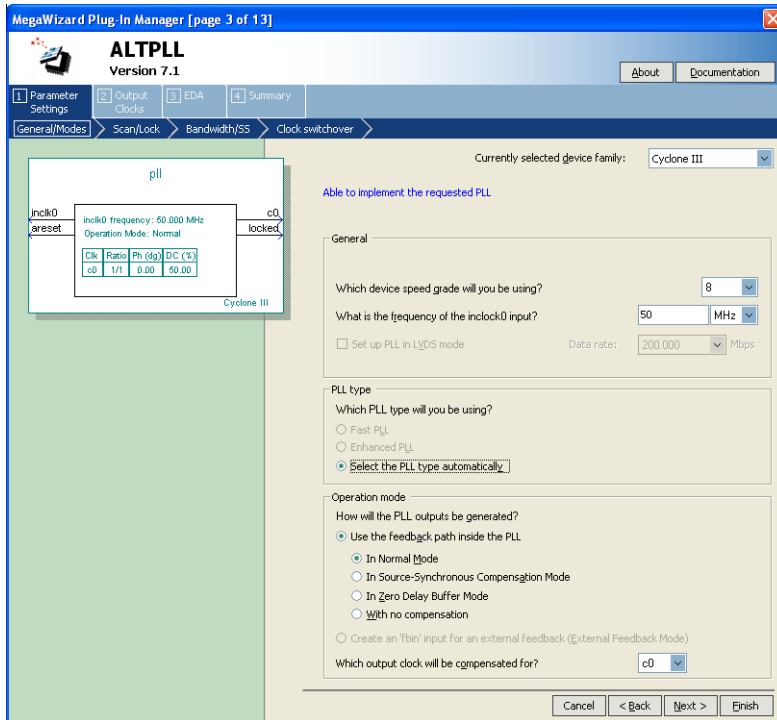 MegaWizard Plug-In Manager [page 3 of 13]
ALTPLL
Version 7.1
About
Documentation
1 Parameter Settings
2 Output Clocks
3 EDA
4 Summary
General/Modes
Scan/Lock
Bandwidth/SS
Clock switchover
Currently selected device family:
Cyclone III
pll
inclk0
areset
inclk0 frequency: 50.000 MHz
Operation Mode: Normal
Clk Ratio Ph (dg) DC (%)
c0 1/1 0.00 50.00
c0
locked
Cyclone III
Able to implement the requested PLL
General
Which device speed grade will you be using?
8
What is the frequency of the inclock0 input?
50
MHz
Set up PLL in LVDS mode
Data rate:
200.000
Mbps
PLL type
Which PLL type will you be using?
Fast PLL
Enhanced PLL
Select the PLL type automatically
Operation mode
How will the PLL outputs be generated?
Use the feedback path inside the PLL
In Normal Mode
In Source-Synchronous Compensation Mode
In Zero Delay Buffer Mode
With no compensation
Create an 'fbin' input for an external feedback (External Feedback Mode)
Which output clock will be compensated for?
c0
Cancel
< Back
Next >
Finish